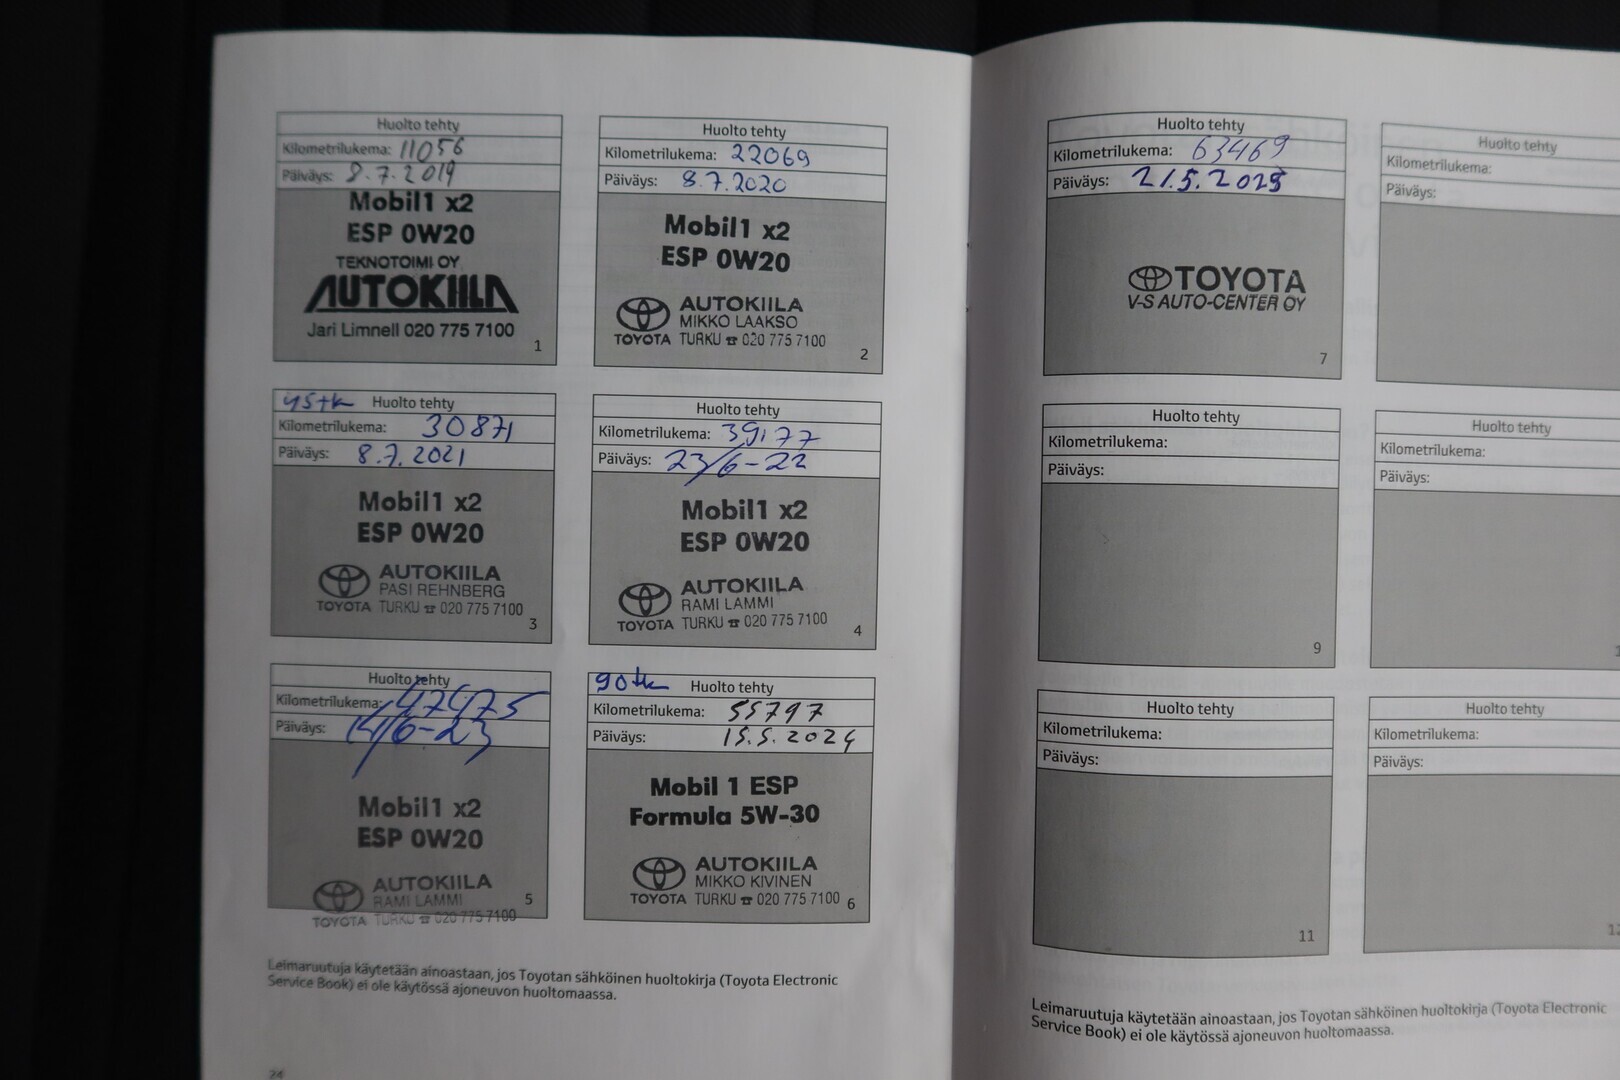 Huolto tehty
Kilometrilukema: 11056
Päiväys: 8.7.2019
Mobil1 x2
ESP 0W20
TEKNOTOIMI OY
AUTOKIILA
Jari Limnell 020 775 7100
1
Huolto tehty
Kilometrilukema: 22069
Päiväys: 8.7.2020
Mobil1 x2
ESP 0W20
AUTOKIILA
MIKKO LAAKSO
TOYOTA TURKU ☎ 020 775 7100
2
45tk Huolto tehty
Kilometrilukema: 30871
Päiväys: 8.7.2021
Mobil1 x2
ESP 0W20
AUTOKIILA
PASI REHNBERG
TOYOTA TURKU ☎ 020 775 7100
3
Huolto tehty
Kilometrilukema: 39177
Päiväys: 23/6-22
Mobil1 x2
ESP 0W20
AUTOKIILA
RAMI LAMMI
TOYOTA TURKU ☎ 020 775 7100
4
Huolto tehty
Kilometrilukema: 47475
Päiväys: 14/6-23
Mobil1 x2
ESP 0W20
AUTOKIILA
RAMI LAMMI
TOYOTA TURKU ☎ 020 775 7100
5
90tk Huolto tehty
Kilometrilukema: 55797
Päiväys: 15.5.2024
Mobil 1 ESP
Formula 5W-30
AUTOKIILA
MIKKO KIVINEN
TOYOTA TURKU ☎ 020 775 7100
6
Leimaruutuja käytetään ainoastaan, jos Toyotan sähköinen huoltokirja (Toyota Electronic
Service Book) ei ole käytössä ajoneuvon huoltomaassa.
24
Huolto tehty
Kilometrilukema: 63469
Päiväys: 21.5.2025
TOYOTA
V-S AUTO-CENTER OY
7
Huolto tehty
Kilometrilukema:
Päiväys:
Huolto tehty
Kilometrilukema:
Päiväys:
9
Huolto tehty
Kilometrilukema:
Päiväys:
Huolto tehty
Kilometrilukema:
Päiväys:
11
Huolto tehty
Kilometrilukema:
Päiväys:
Leimaruutuja käytetään ainoastaan, jos Toyotan sähköinen huoltokirja (Toyota Electronic
Service Book) ei ole käytössä ajoneuvon huoltomaassa.